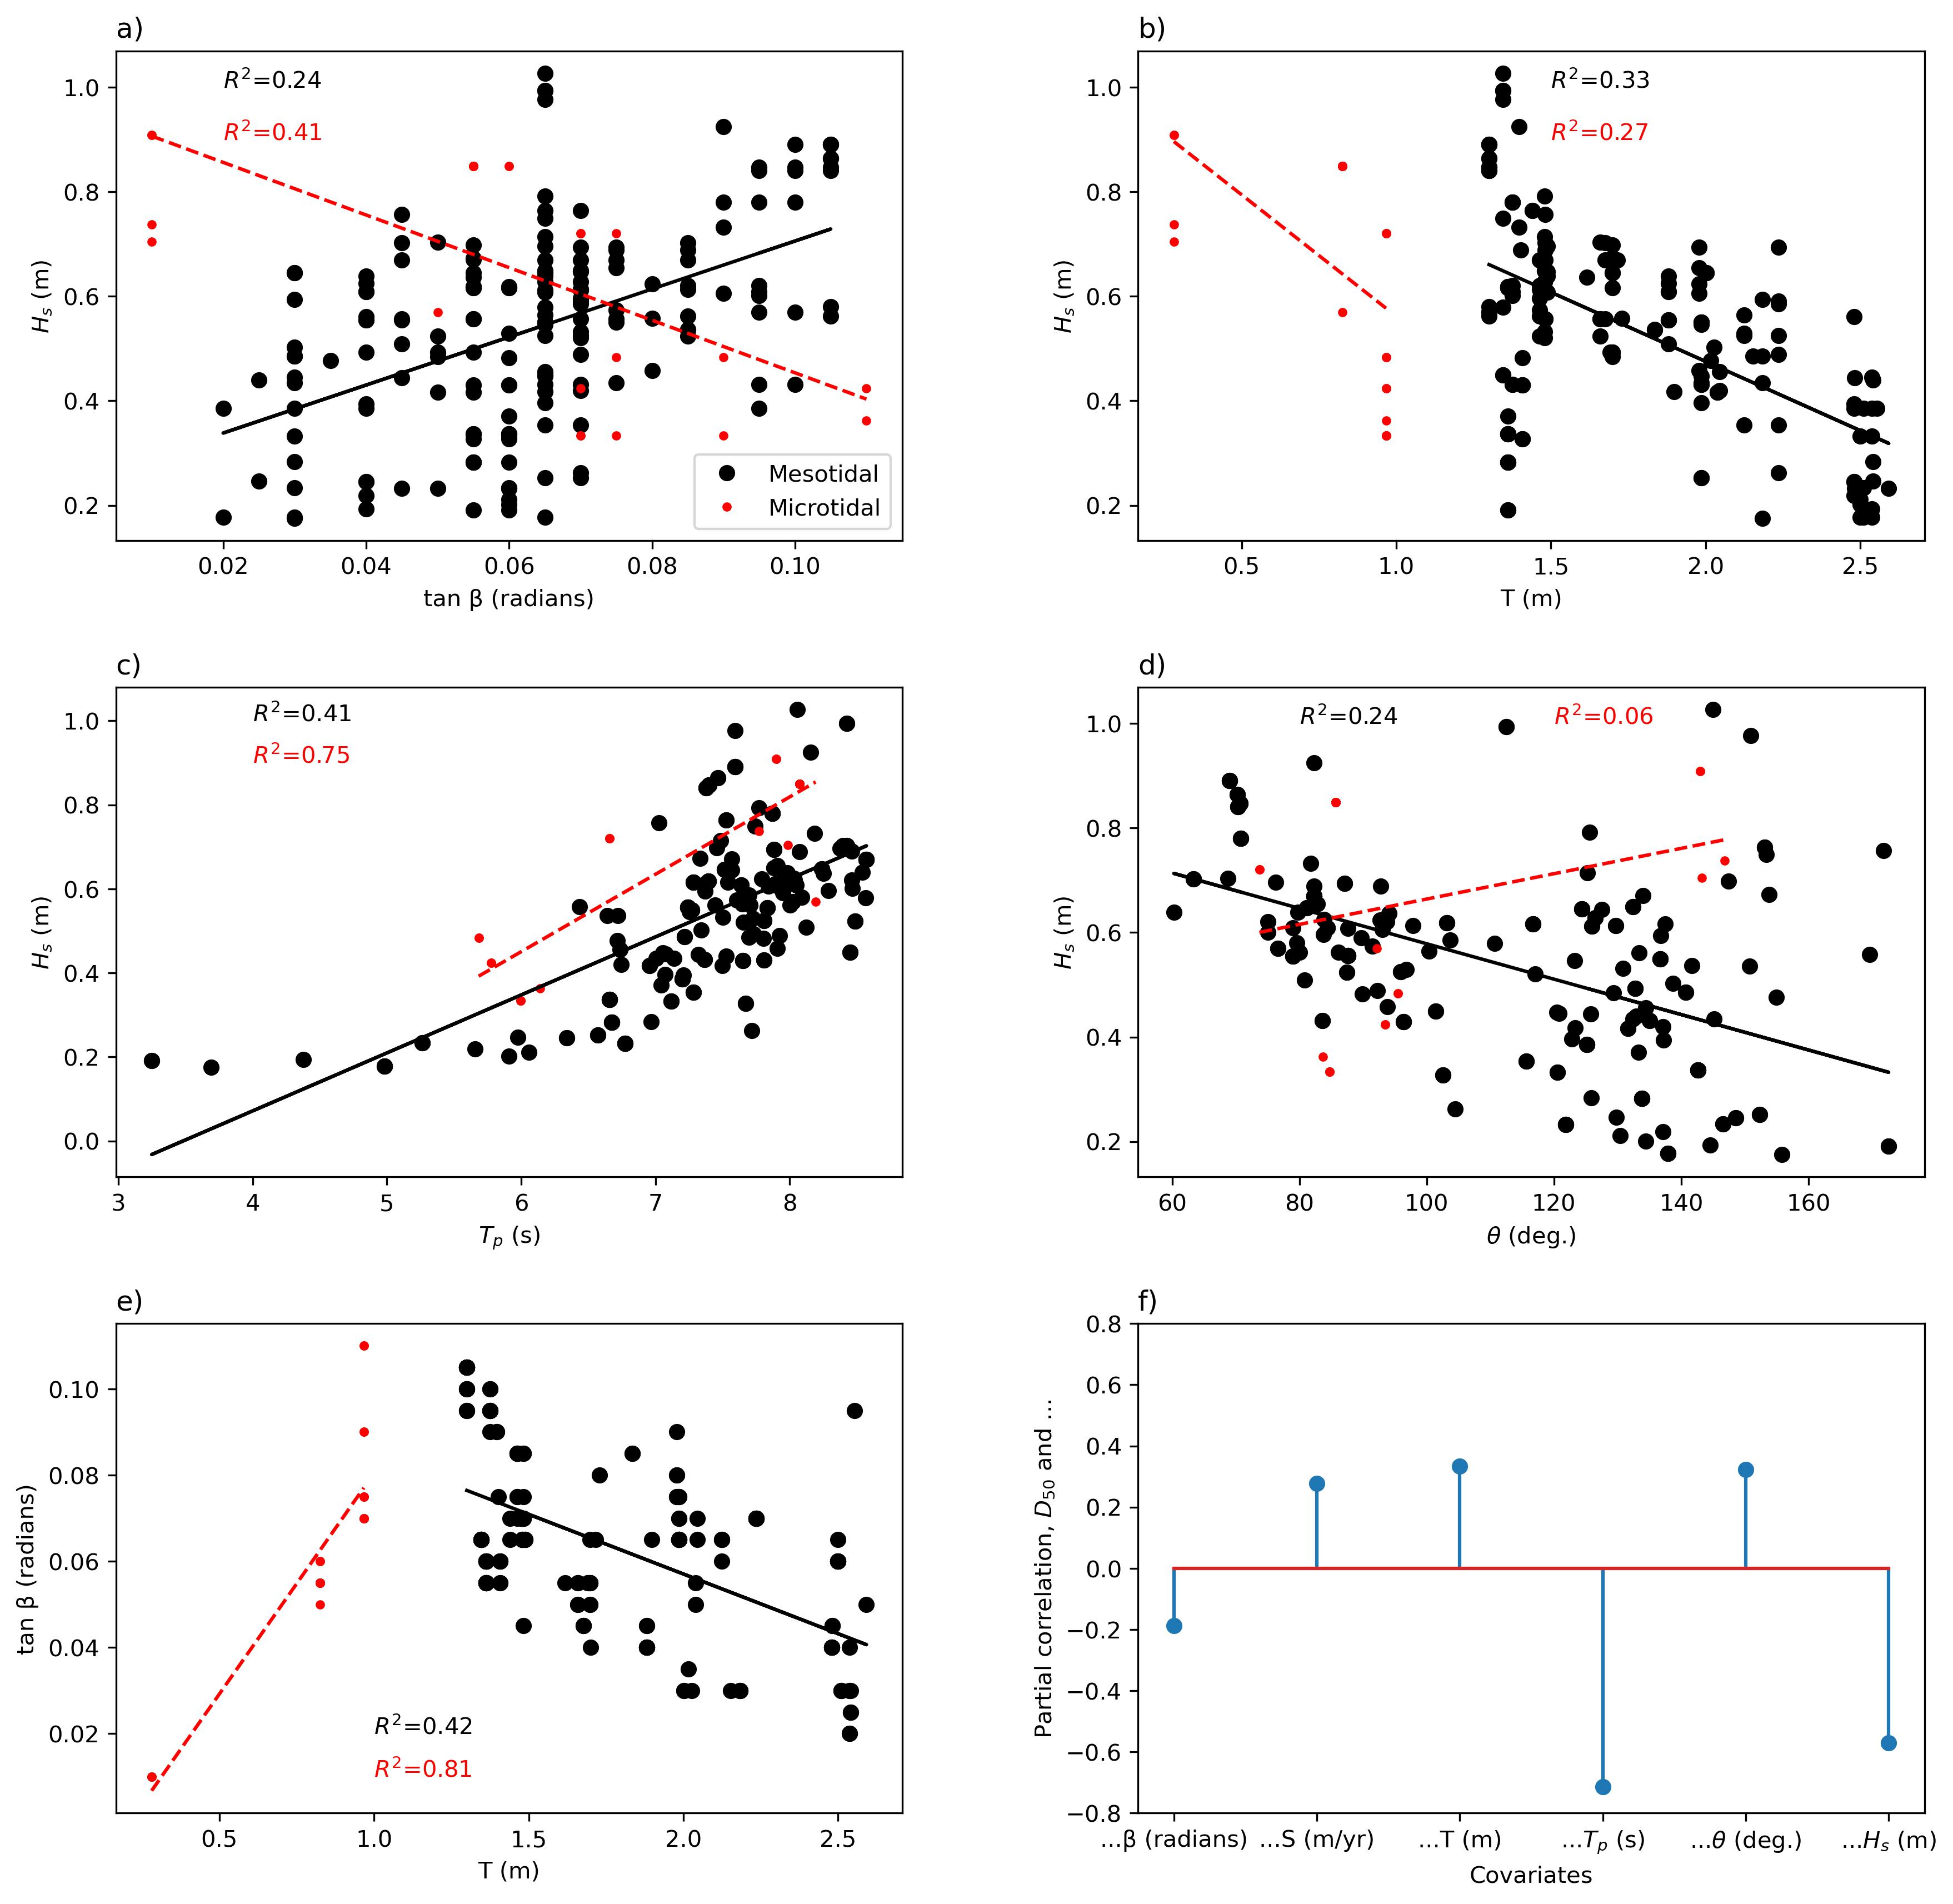 a)
R²=0.24
R²=0.41
1.0
0.8
0.6
0.4
0.2
Hₛ (m)
Mesotidal
Microtidal
0.02 0.04 0.06 0.08 0.10
tan β (radians)
b)
R²=0.33
R²=0.27
1.0
0.8
0.6
0.4
0.2
Hₛ (m)
0.5 1.0 1.5 2.0 2.5
T (m)
c)
R²=0.41
R²=0.75
1.0
0.8
0.6
0.4
0.2
0.0
Hₛ (m)
3 4 5 6 7 8
Tₚ (s)
d)
R²=0.24 R²=0.06
1.0
0.8
0.6
0.4
0.2
Hₛ (m)
60 80 100 120 140 160
θ (deg.)
e)
0.10
0.08
0.06
0.04
0.02
tan β (radians)
R²=0.42
R²=0.81
0.5 1.0 1.5 2.0 2.5
T (m)
f)
0.8
0.6
0.4
0.2
0.0
−0.2
−0.4
−0.6
−0.8
Partial correlation, D₅₀ and ...
...β (radians) ...S (m/yr) ...T (m) ...Tₚ (s) ...θ (deg.) ...Hₛ (m)
Covariates